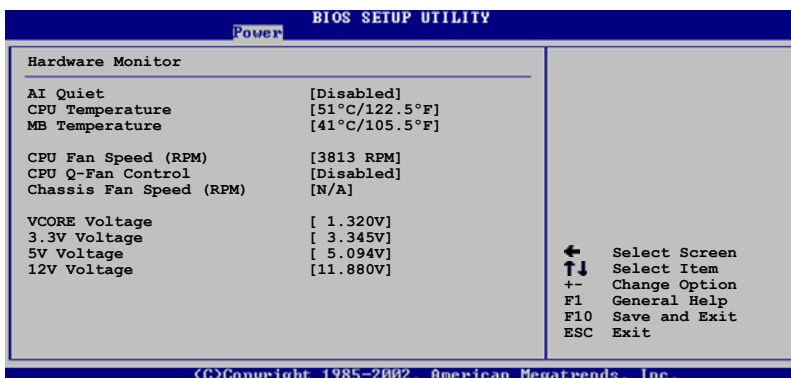 BIOS SETUP UTILITY
Power
Hardware Monitor
AI Quiet [Disabled]
CPU Temperature [51°C/122.5°F]
MB Temperature [41°C/105.5°F]
CPU Fan Speed (RPM) [3813 RPM]
CPU Q-Fan Control [Disabled]
Chassis Fan Speed (RPM) [N/A]
VCORE Voltage [ 1.320V]
3.3V Voltage [ 3.345V]
5V Voltage [ 5.094V]
12V Voltage [11.880V]
← Select Screen
↑↓ Select Item
+- Change Option
F1 General Help
F10 Save and Exit
ESC Exit
(C)Copyright 1985-2002, American Megatrends, Inc.